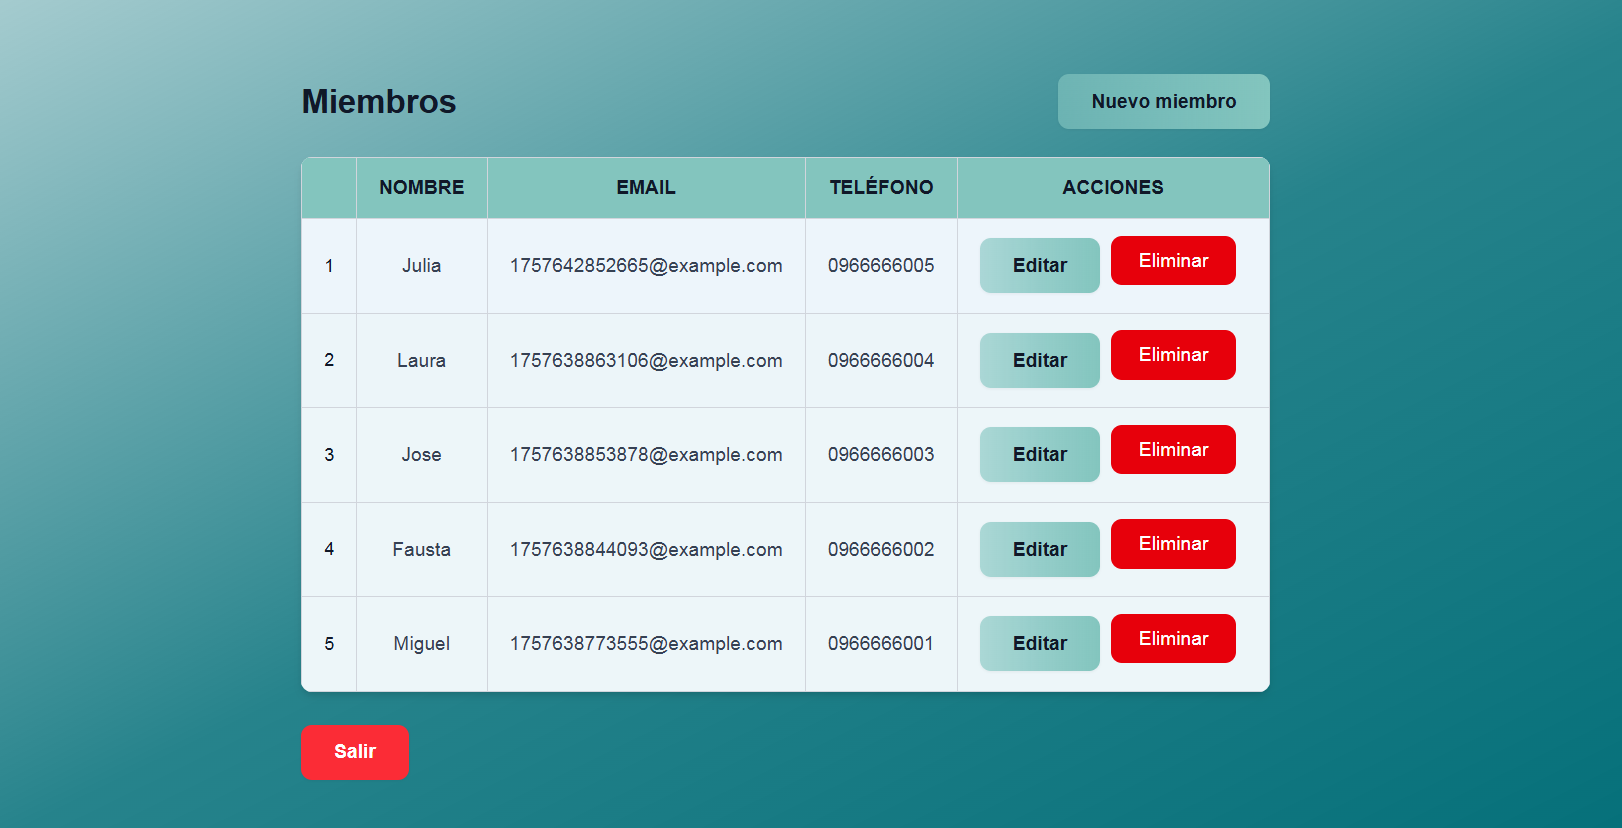 Miembros Nuevo miembro
NOMBRE EMAIL TELÉFONO ACCIONES
1 Julia 1757642852665@example.com 0966666005 Editar Eliminar
2 Laura 1757638863106@example.com 0966666004 Editar Eliminar
3 Jose 1757638853878@example.com 0966666003 Editar Eliminar
4 Fausta 1757638844093@example.com 0966666002 Editar Eliminar
5 Miguel 1757638773555@example.com 0966666001 Editar Eliminar
Salir